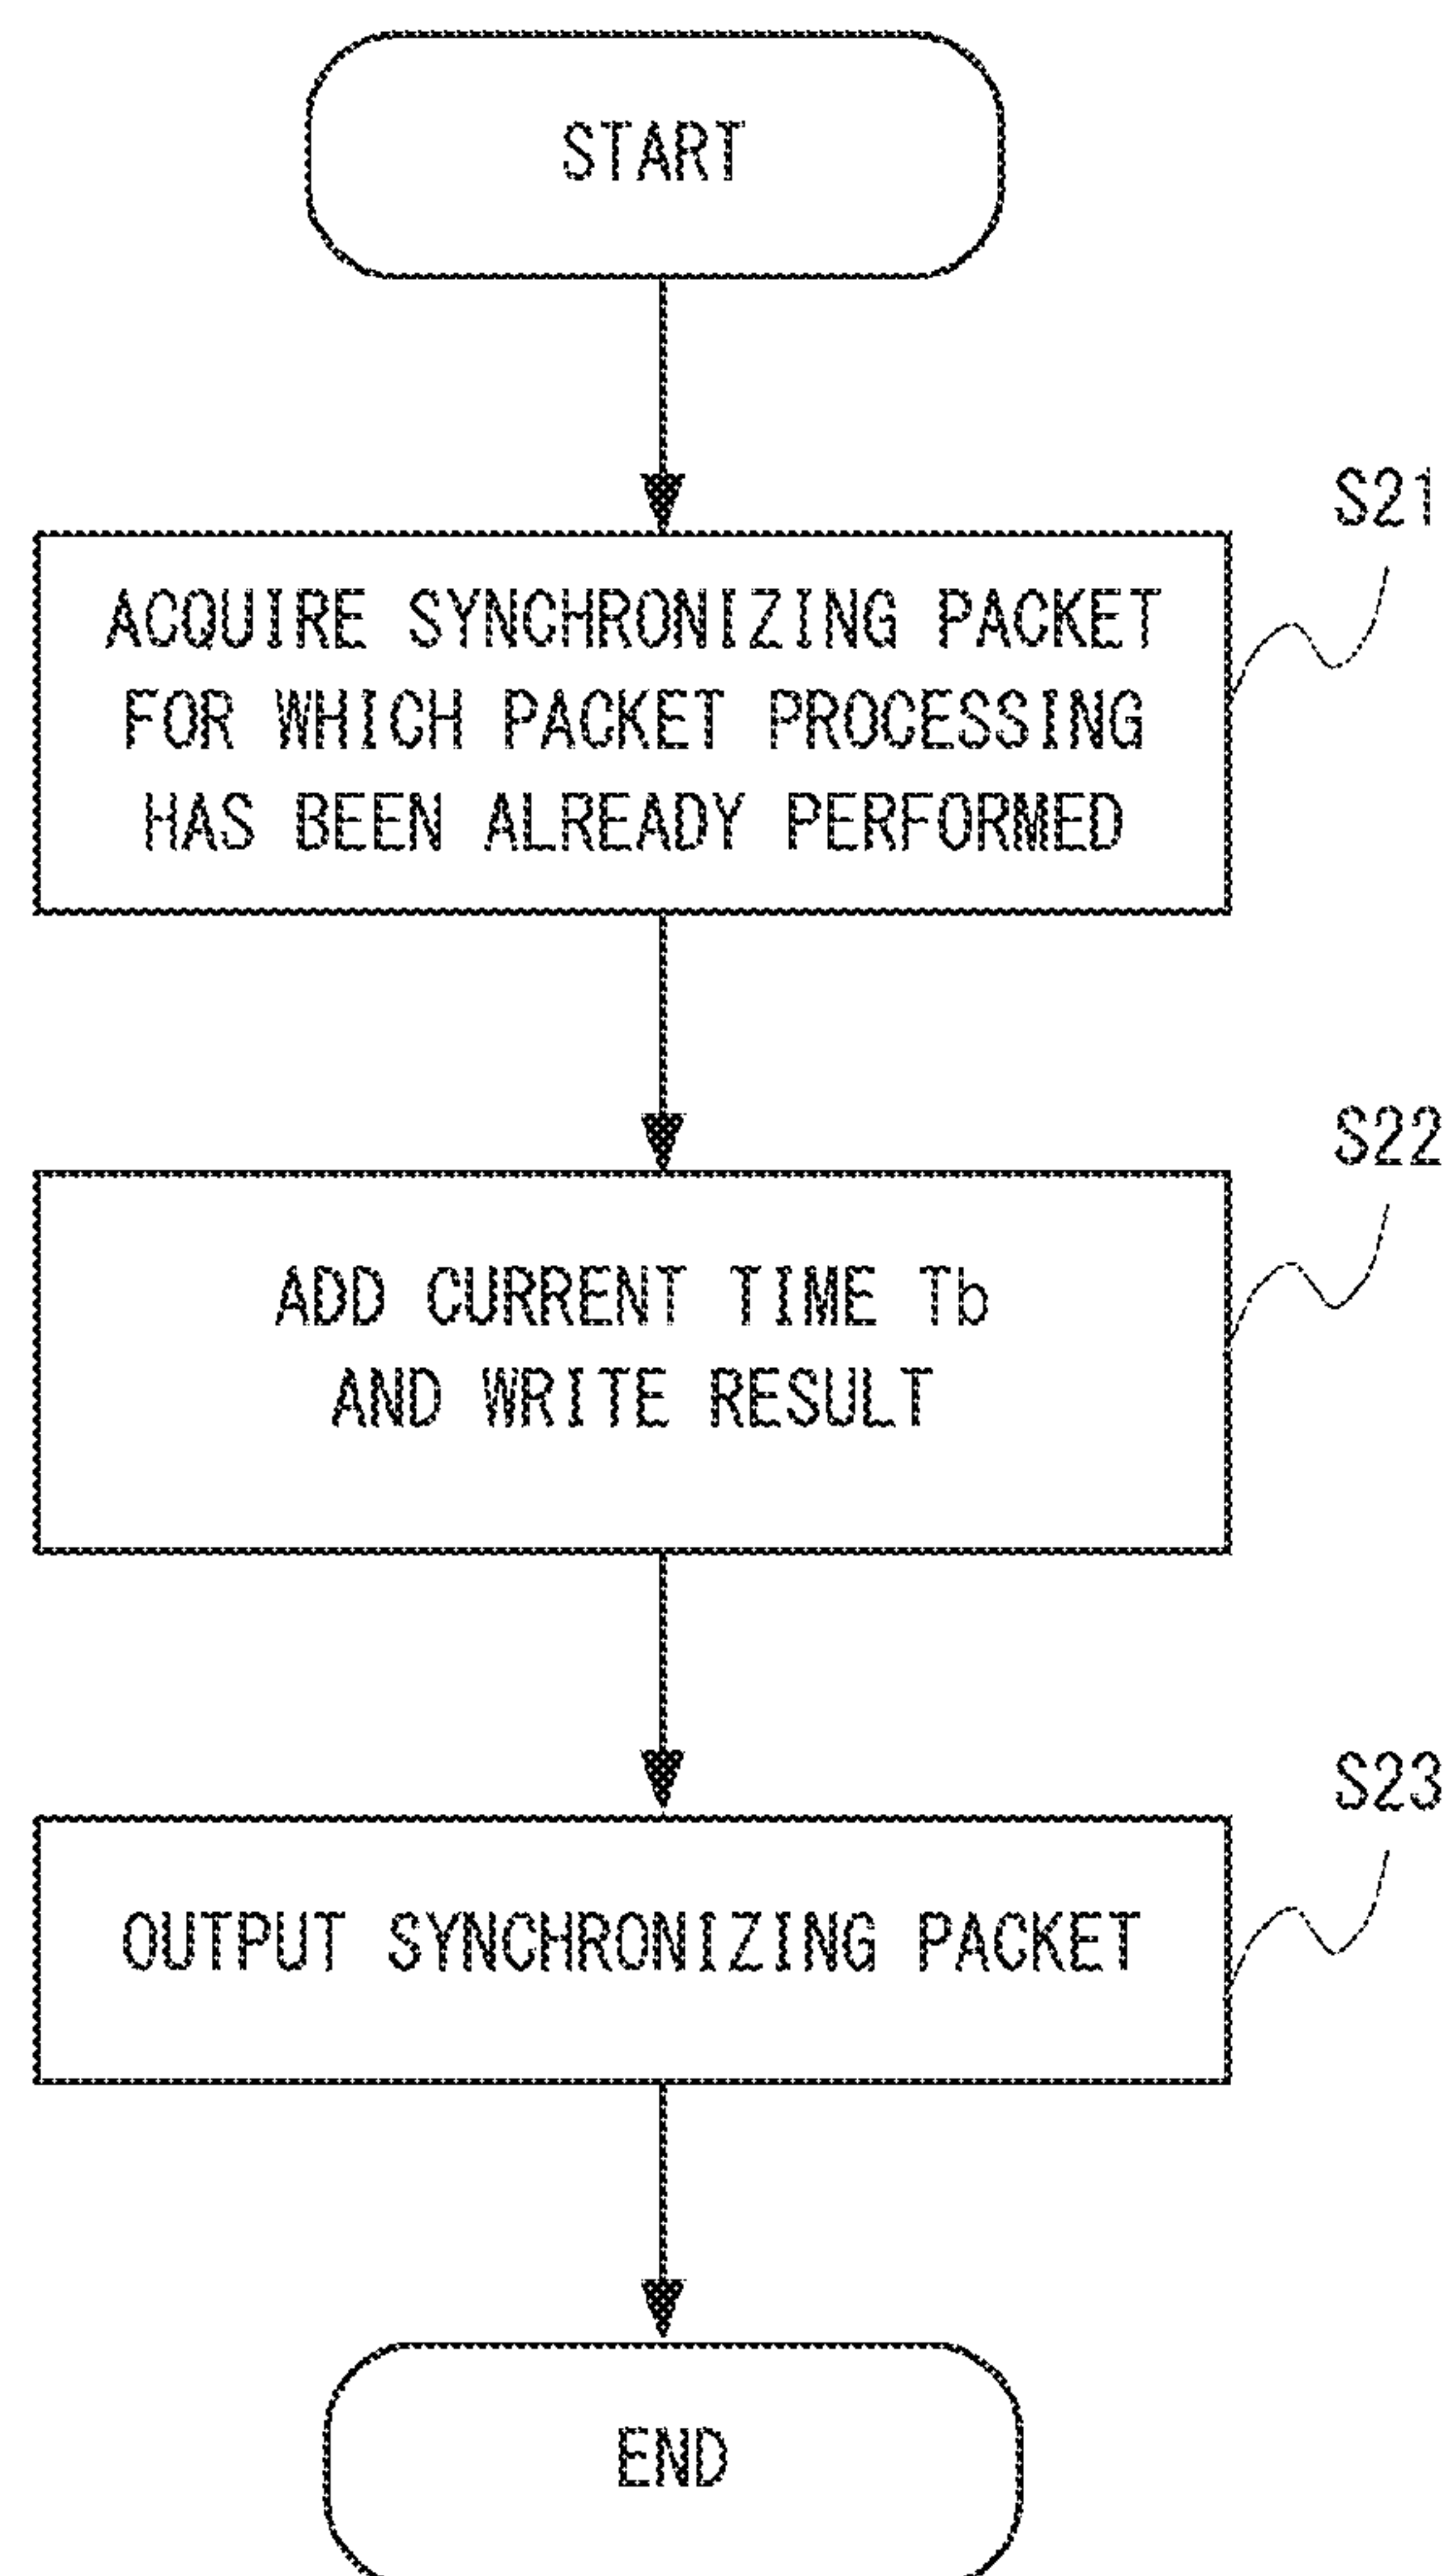 START
S21
ACQUIRE SYNCHRONIZING PACKET
FOR WHICH PACKET PROCESSING
HAS BEEN ALREADY PERFORMED
S22
ADD CURRENT TIME Tb
AND WRITE RESULT
S23
OUTPUT SYNCHRONIZING PACKET
END